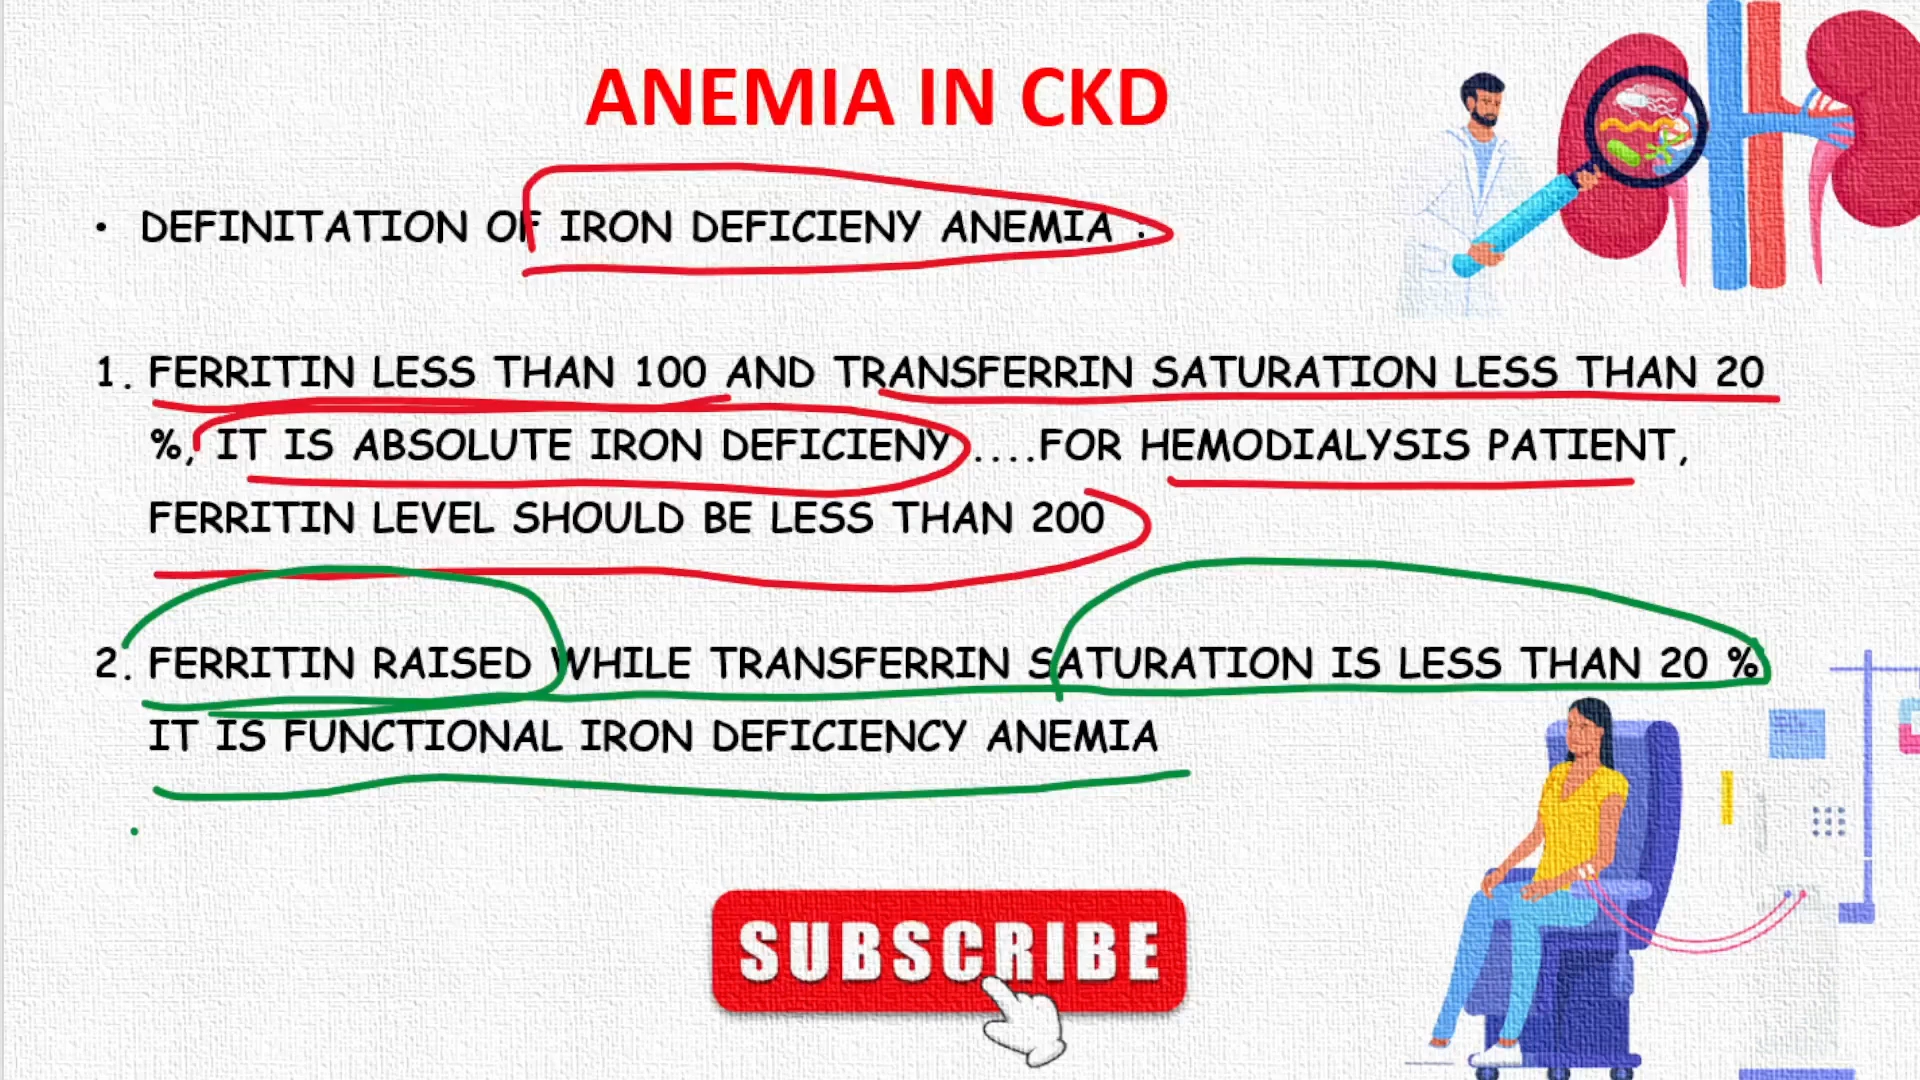 ANEMIA IN CKD
• DEFINITATION OF IRON DEFICIENY ANEMIA :
1. FERRITIN LESS THAN 100 AND TRANSFERRIN SATURATION LESS THAN 20
%, IT IS ABSOLUTE IRON DEFICIENY ....FOR HEMODIALYSIS PATIENT,
FERRITIN LEVEL SHOULD BE LESS THAN 200
2. FERRITIN RAISED WHILE TRANSFERRIN SATURATION IS LESS THAN 20 %
IT IS FUNCTIONAL IRON DEFICIENCY ANEMIA
SUBSCRIBE